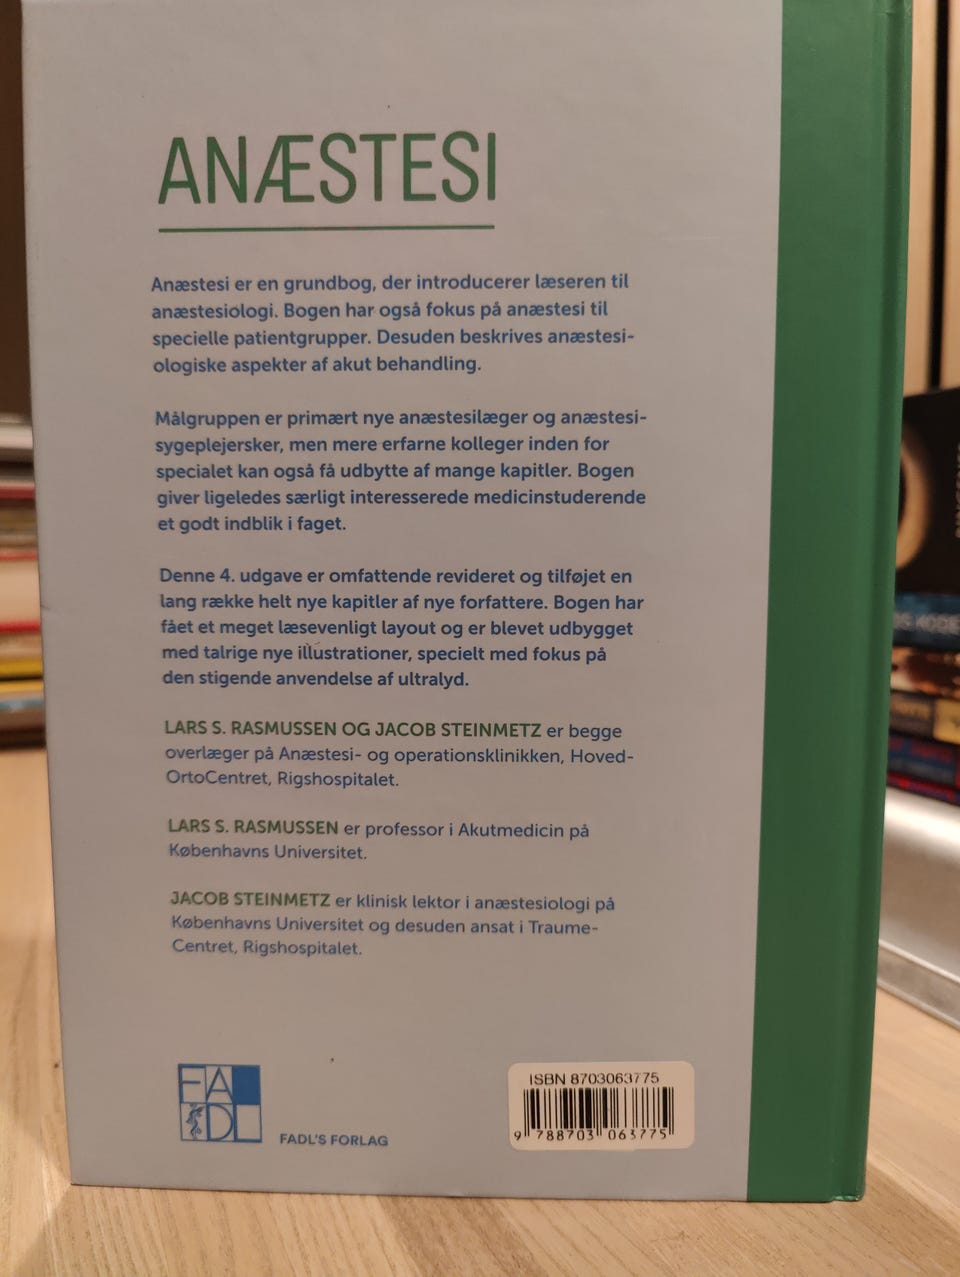 ANÆSTESI
Anæstesi er en grundbog, der introducerer læseren til
anæstesiologi. Bogen har også fokus på anæstesi til
specielle patientgrupper. Desuden beskrives anæstesi-
ologiske aspekter af akut behandling.
Målgruppen er primært nye anæstesilæger og anæstesi-
sygeplejersker, men mere erfarne kolleger inden for
specialet kan også få udbytte af mange kapitler. Bogen
giver ligeledes særligt interesserede medicinstuderende
et godt indblik i faget.
Denne 4. udgave er omfattende revideret og tilføjet en
lang række helt nye kapitler af nye forfattere. Bogen har
fået et meget læsevenligt layout og er blevet udbygget
med talrige nye illustrationer, specielt med fokus på
den stigende anvendelse af ultralyd.
LARS S. RASMUSSEN OG JACOB STEINMETZ er begge
overlæger på Anæstesi- og operationsklinikken, Hoved-
OrtoCentret, Rigshospitalet.
LARS S. RASMUSSEN er professor i Akutmedicin på
Københavns Universitet.
JACOB STEINMETZ er klinisk lektor i anæstesiologi på
Københavns Universitet og desuden ansat i Traume-
Centret, Rigshospitalet.
FADL
FADL'S FORLAG
ISBN 8703063775
9 788703 063775